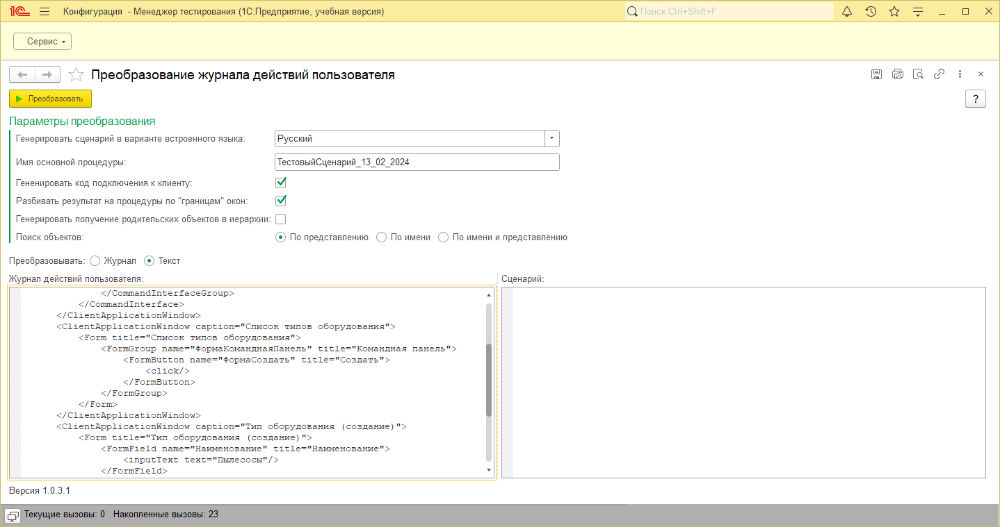 1С Конфигурация - Менеджер тестирования (1С:Предприятие, учебная версия) Поиск Ctrl+Shift+F
Сервис
Преобразование журнала действий пользователя
Преобразовать ?
Параметры преобразования
Генерировать сценарий в варианте встроенного языка: Русский
Имя основной процедуры: ТестовыйСценарий_13_02_2024
Гененировать код подключения к клиенту:
Разбивать результат на процедуры по "границам" окон:
Генерировать получение родительских объектов в иерархии:
Поиск объектов: По представлению По имени По имени и представлению
Преобразовывать: Журнал Текст
Журнал действий пользователя: Сценарий:
</CommandInterfaceGroup>
</CommandInterface>
</ClientApplicationWindow>
<ClientApplicationWindow caption="Список типов оборудования">
<Form title="Список типов оборудования">
<FormGroup name="ФормаКоманднаяПанель" title="Командная панель">
<FormButton name="ФормаСоздать" title="Создать">
<click/>
</FormButton>
</FormGroup>
</Form>
</ClientApplicationWindow>
<ClientApplicationWindow caption="Тип оборудования (создание)">
<Form title="Тип оборудования (создание)">
<FormField name="Наименование" title="Наименование">
<inputText text="Пылесосы"/>
</FormField>
Версия 1.0.3.1
Текущие вызовы: 0 Накопленные вызовы: 23